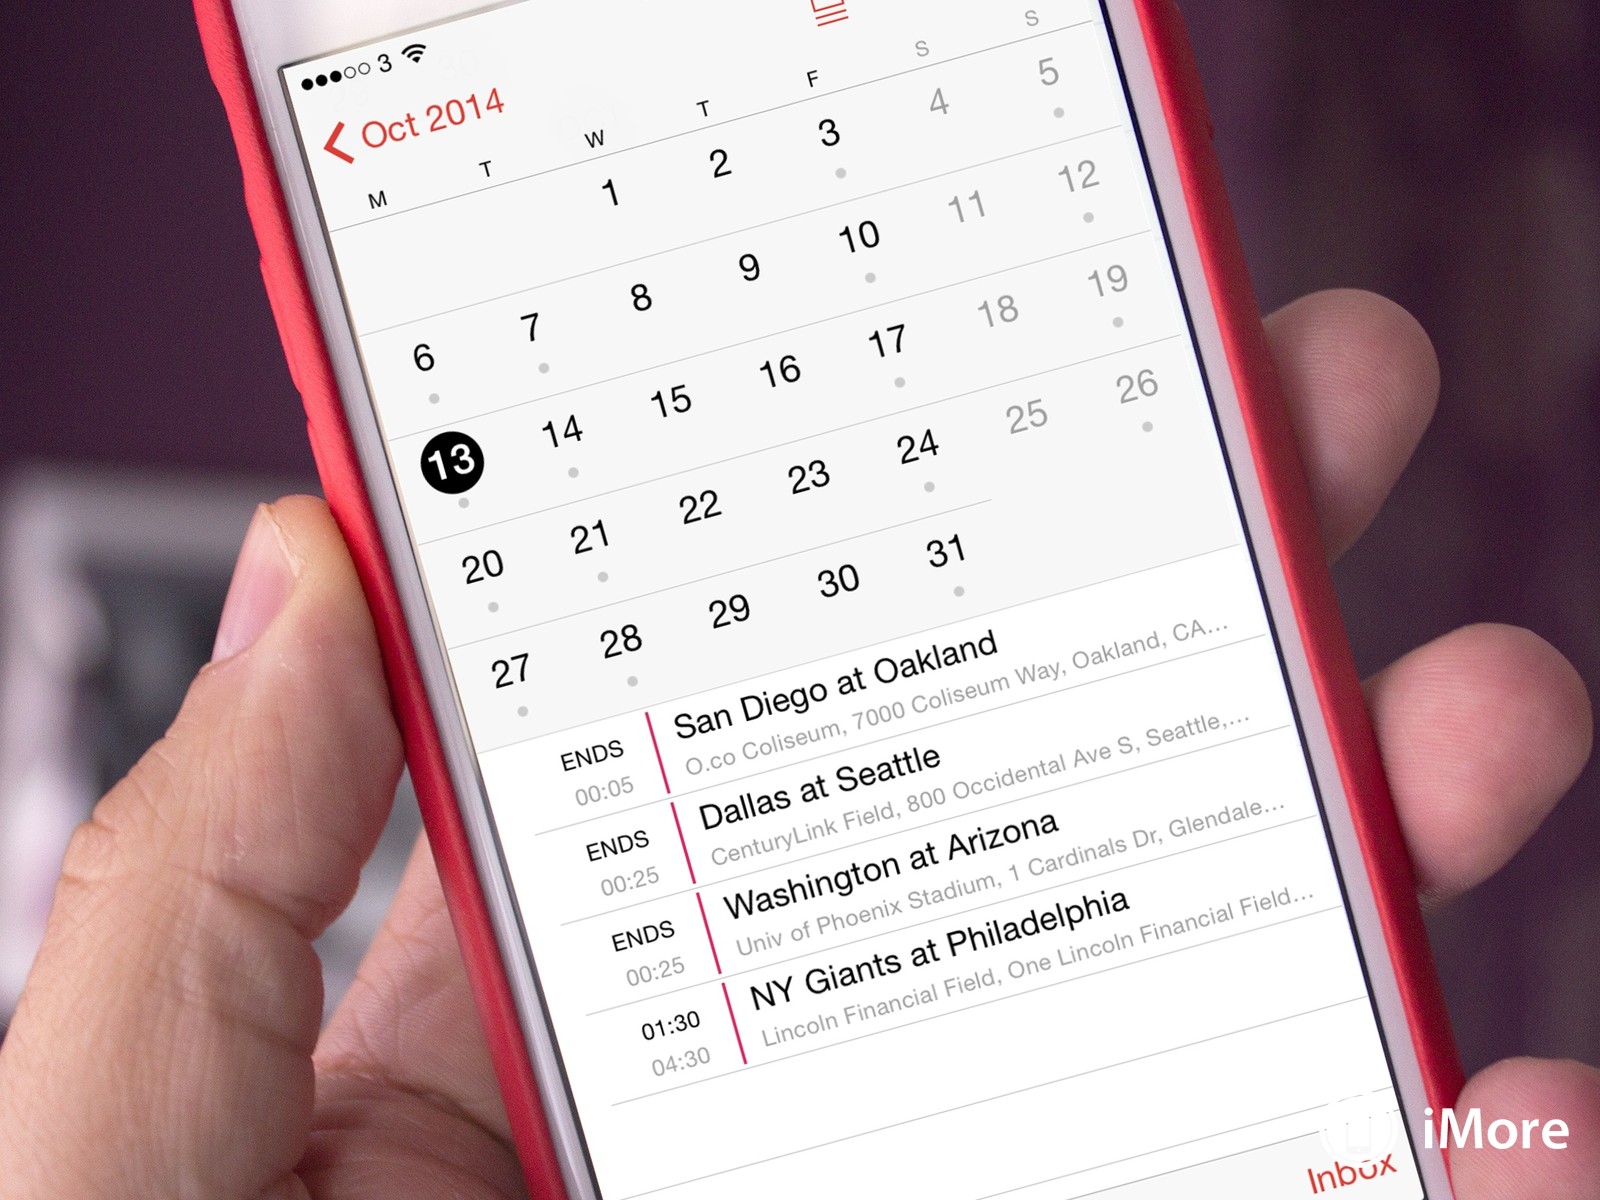 3
Oct 2014
M T W T F S S
1 2 3 4 5
6 7 8 9 10 11 12
13 14 15 16 17 18 19
20 21 22 23 24 25 26
27 28 29 30 31
ENDS San Diego at Oakland
00:05 O.co Coliseum, 7000 Coliseum Way, Oakland, CA...
ENDS Dallas at Seattle
00:25 CenturyLink Field, 800 Occidental Ave S, Seattle,...
ENDS Washington at Arizona
00:25 Univ of Phoenix Stadium, 1 Cardinals Dr, Glendale...
01:30 NY Giants at Philadelphia
04:30 Lincoln Financial Field, One Lincoln Financial Field...
iMore
Inbox